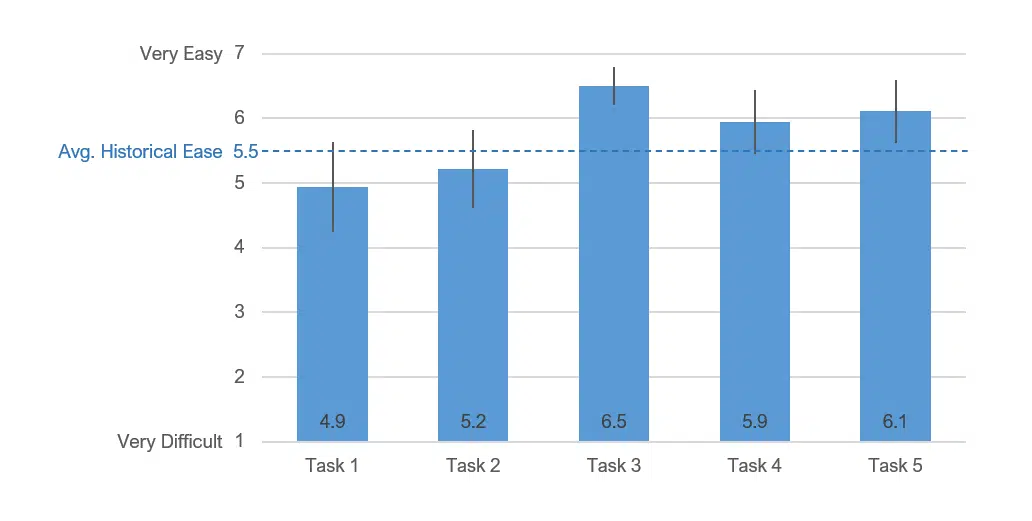 Very Easy 7
6
Avg. Historical Ease 5.5
5
4
3
2
4.9 5.2 6.5 5.9 6.1
Very Difficult 1
Task 1 Task 2 Task 3 Task 4 Task 5